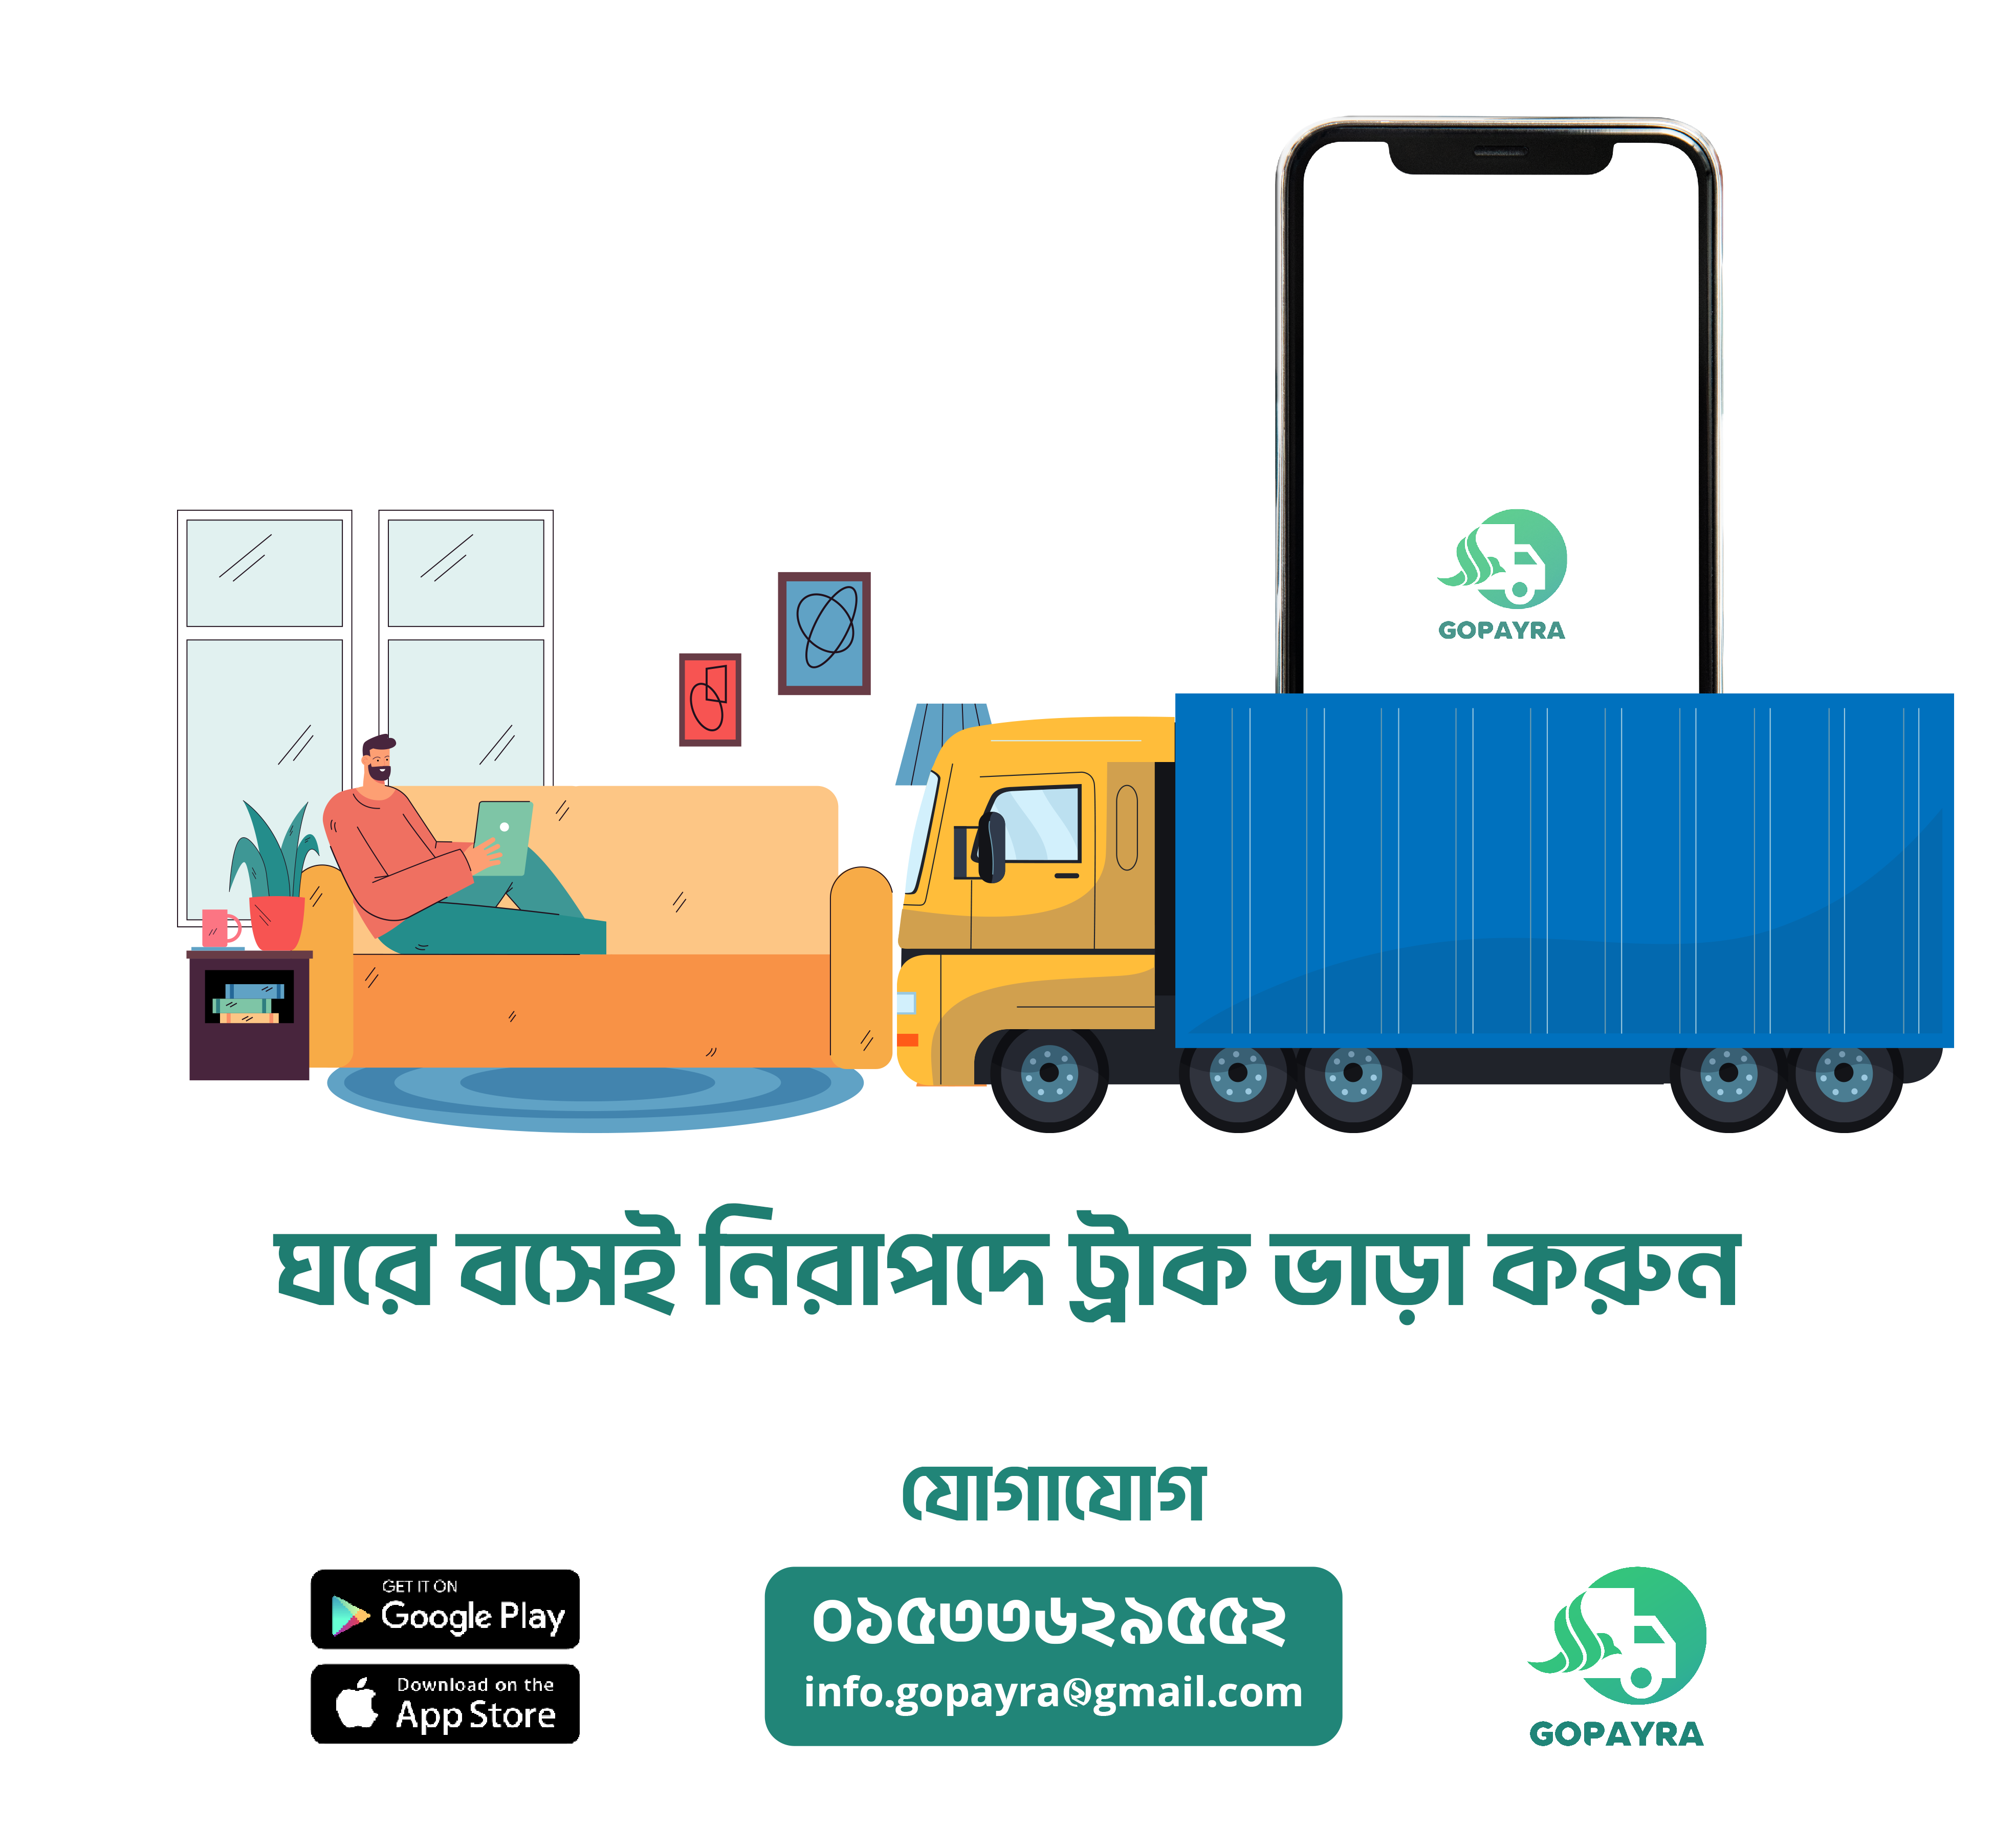 GOPAYRA
ঘরে বসেই নিরাপদে ট্রাক ভাড়া করুন
যোগাযোগ
GET IT ON
Google Play
Download on the
App Store
০১৫৩৩৬২৯৫৫২
info.gopayra@gmail.com
GOPAYRA